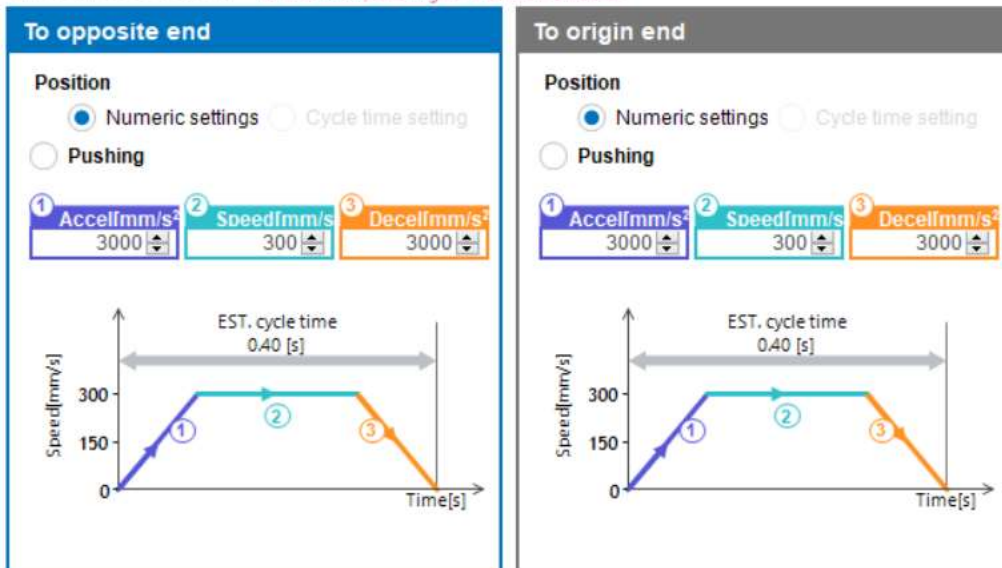 To opposite end
Position
Numeric settings Cycle time setting
Pushing
1 Accel[mm/s² 2 Speed[mm/s 3 Decel[mm/s²
3000 300 3000
EST. cycle time
0.40 [s]
Speed[mm/s]
300
150
0
1
2
3
Time[s]
To origin end
Position
Numeric settings Cycle time setting
Pushing
1 Accel[mm/s² 2 Speed[mm/s 3 Decel[mm/s²
3000 300 3000
EST. cycle time
0.40 [s]
Speed[mm/s]
300
150
0
1
2
3
Time[s]